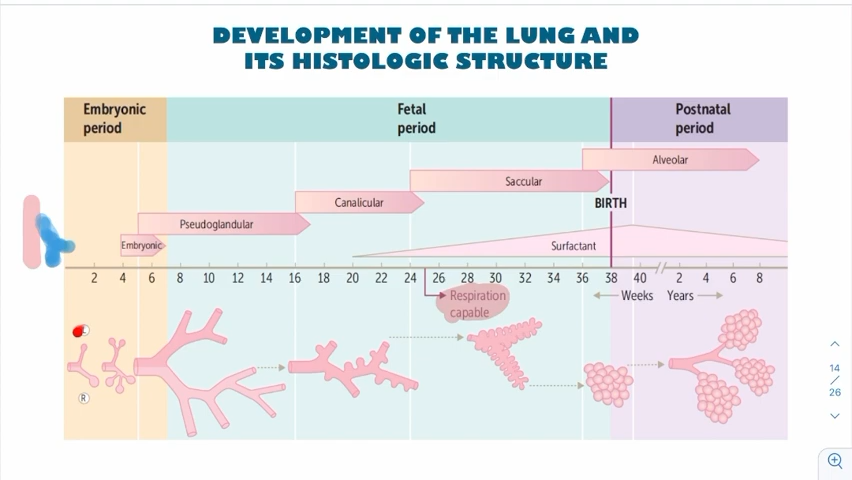 DEVELOPMENT OF THE LUNG AND
ITS HISTOLOGIC STRUCTURE
Embryonic
period
Fetal
period
Postnatal
period
Alveolar
Saccular
Canalicular
BIRTH
Pseudoglandular
Embryonic
Surfactant
2 4 6 8 10 12 14 16 18 20 22 24 26 28 30 32 34 36 38 40 2 4 6 8
Respiration
capable
Weeks Years
R
14
/
26